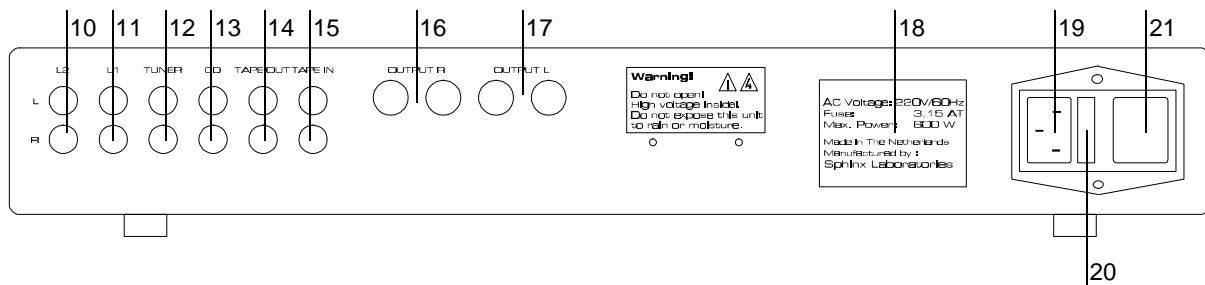 10 11 12 13 14 15 16 17 18 19 21
L2 L1 TUNER CD TAPE OUT TAPE IN OUTPUT R OUTPUT L
L
R
Warning!!
Do not open!
High voltage inside!.
Do not expose this unit
to rain or moisture.
AC Voltage: 220V/60Hz.
Fuse: 3,15 AT
Max. Power: 600 W
Made in The Netherlands
Manufactured by :
Sphinx Laboratories
20